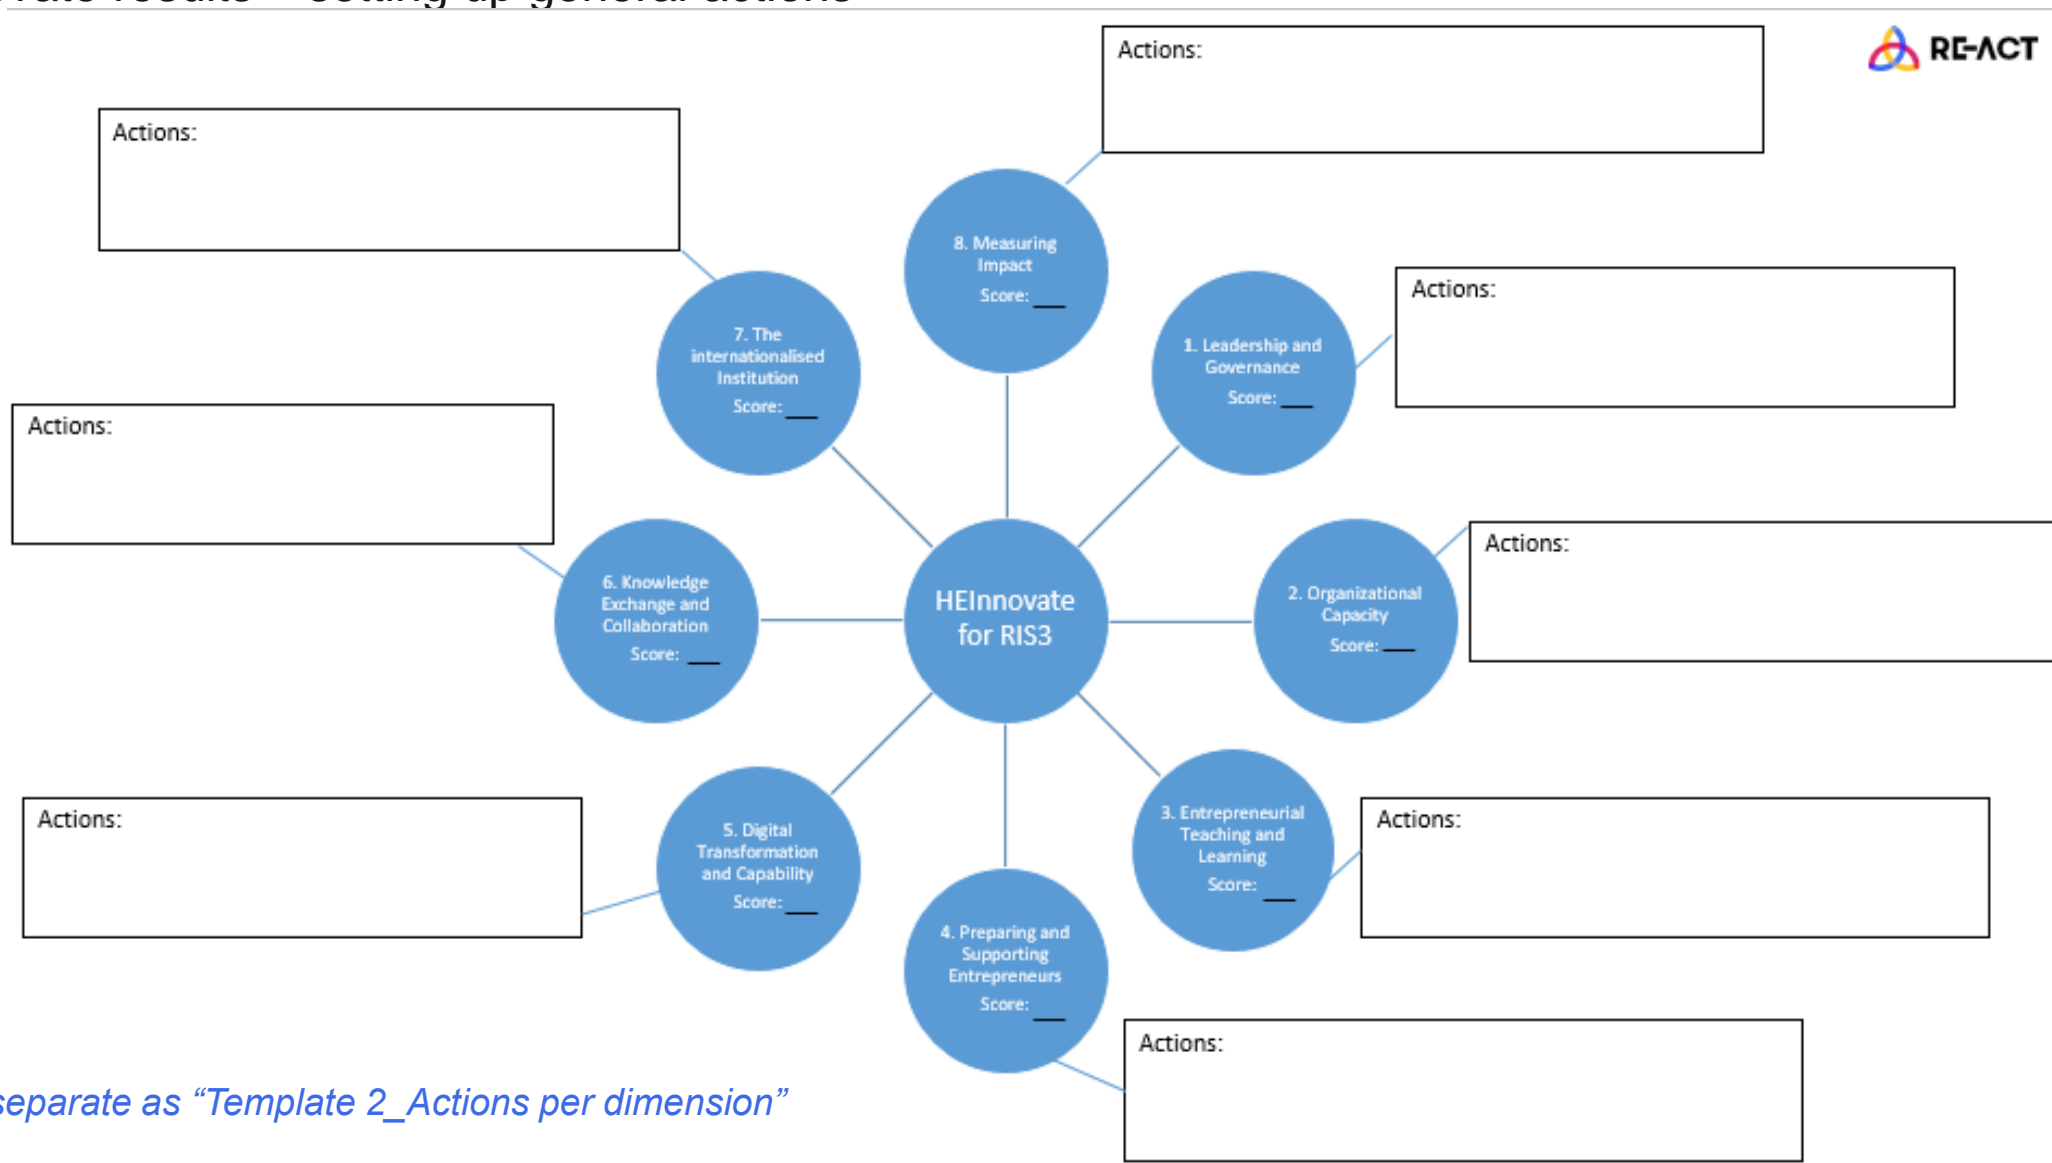 Actions:
RE-ACT
Actions:
8. Measuring
Impact
Score: ___
Actions:
7. The
internationalised
Institution
Score: ___
1. Leadership and
Governance
Score: ___
Actions:
Actions:
6. Knowledge
Exchange and
Collaboration
Score: ___
HEInnovate
for RIS3
2. Organizational
Capacity
Score: ___
Actions:
Actions:
5. Digital
Transformation
and Capability
Score: ___
3. Entrepreneurial
Teaching and
Learning
Score: ___
Actions:
4. Preparing and
Supporting
Entrepreneurs
Score: ___
Actions:
separate as “Template 2_Actions per dimension”